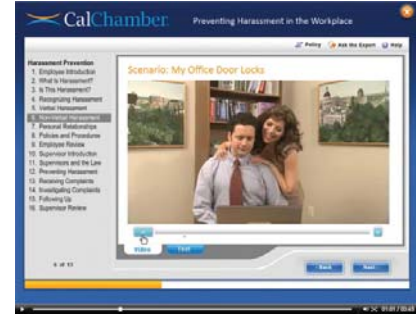 CalChamber
Preventing Harassment in the Workplace
Policy
Ask the Expert
Help
Harassment Prevention
1. Employee Introduction
2. What is Harassment?
3. Is This Harassment?
4. Recognizing Harassment
5. Verbal Harassment
6. Non-Verbal Harassment
7. Personal Relationships
8. Policies and Procedures
9. Employee Review
10. Supervisor Introduction
11. Supervisors and the Law
12. Preventing Harassment
13. Receiving Complaints
14. Investigating Complaints
15. Following Up
16. Supervisor Review
Scenario: My Office Door Locks
Video
Text
Back
Next